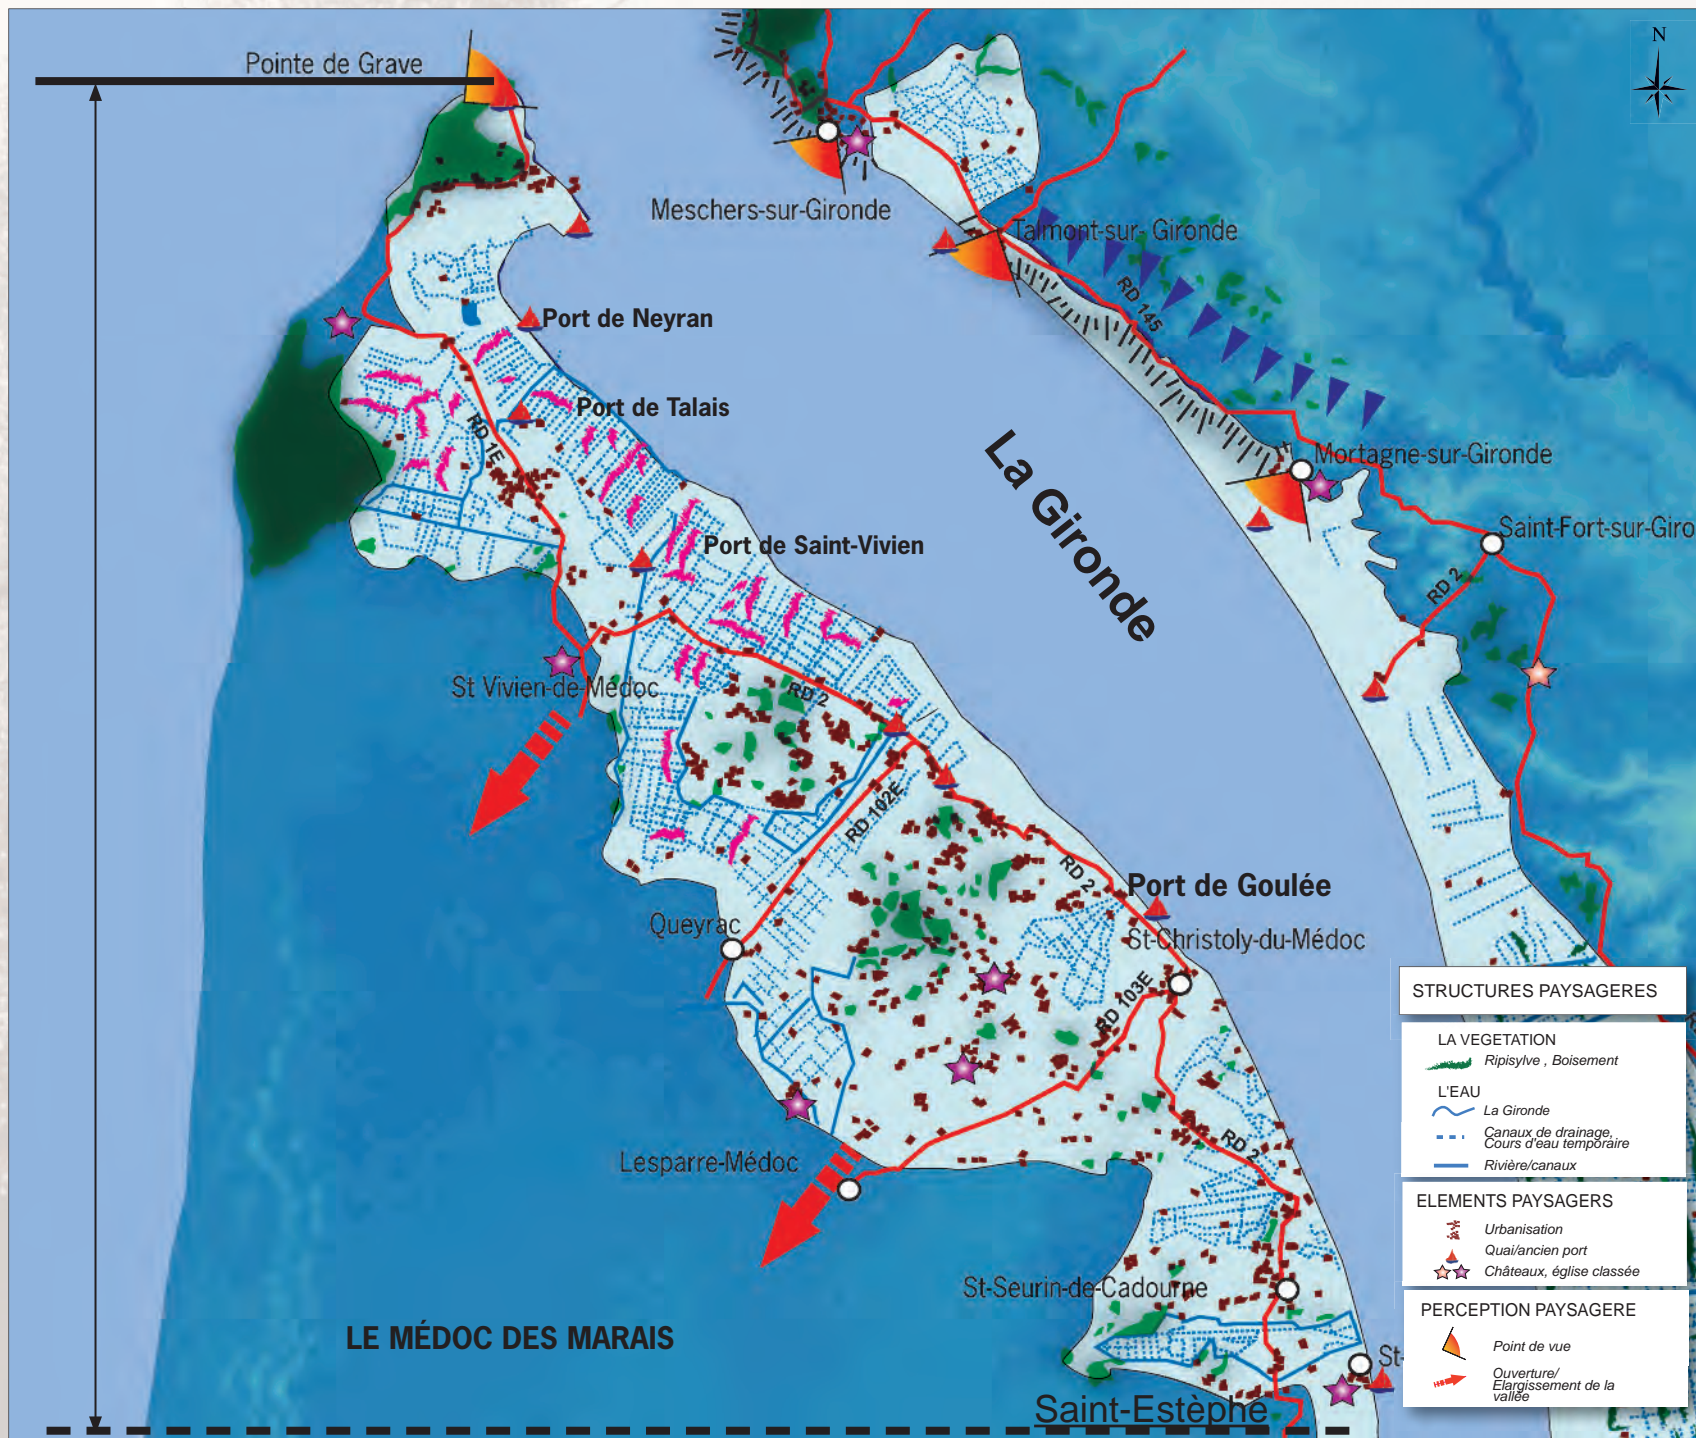 Pointe de Grave
N
Meschers-sur-Gironde
Talmont-sur- Gironde
RD 145
Port de Neyran
Port de Talais
RD 1E
La Gironde
Mortagne-sur-Gironde
Saint-Fort-sur-Giro
RD 2
Port de Saint-Vivien
St Vivien-de-Médoc
RD 2
RD 102E
RD 2
Port de Goulée
St-Christoly-du-Médoc
Queyrac
RD 103E
Lesparre-Médoc
RD 2
St-Seurin-de-Cadourne
LE MÉDOC DES MARAIS
St-
Saint-Estèphe
STRUCTURES PAYSAGERES
LA VEGETATION
Ripisylve , Boisement
L'EAU
La Gironde
Canaux de drainage,
Cours d'eau temporaire
Rivière/canaux
ELEMENTS PAYSAGERS
Urbanisation
Quai/ancien port
Châteaux, église classée
PERCEPTION PAYSAGERE
Point de vue
Ouverture/
Elargissement de la
vallée